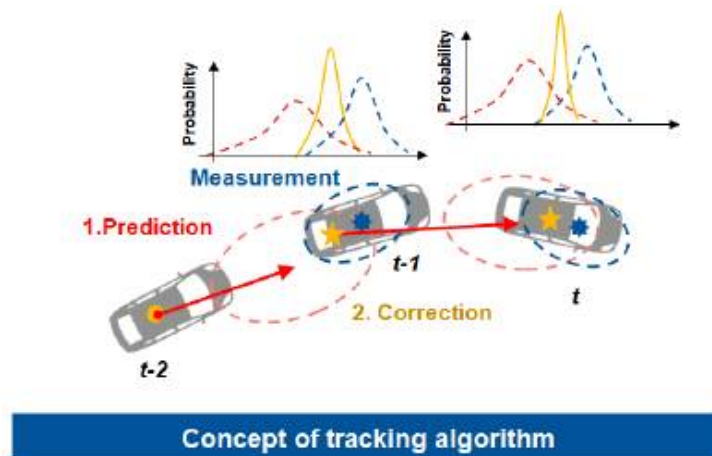 Probability
Probability
Measurement
1.Prediction
t-1
t
2. Correction
t-2
Concept of tracking algorithm